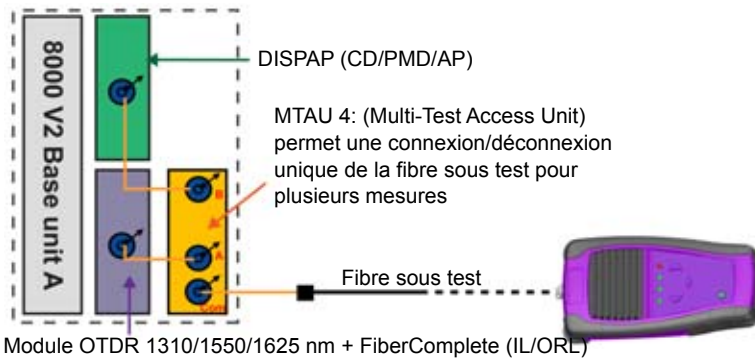 8000 V2 Base unit A
DISPAP (CD/PMD/AP)
MTAU 4: (Multi-Test Access Unit)
permet une connexion/déconnexion
unique de la fibre sous test pour
plusieurs mesures
B
A
Com
Fibre sous test
Module OTDR 1310/1550/1625 nm + FiberComplete (IL/ORL)